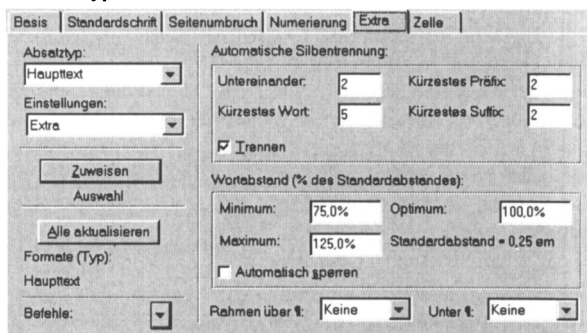 Basis Standardschrift Seitenumbruch Numerierung Extra Zelle
Absatztyp:
Haupttext
Einstellungen:
Extra
Zuweisen
Auswahl
Alle aktualisieren
Formate (Typ):
Haupttext
Befehle:
Automatische Silbentrennung:
Untereinander: 2 Kürzestes Präfix: 2
Kürzestes Wort: 5 Kürzestes Suffix: 2
Trennen
Wortabstand (% des Standardabstandes):
Minimum: 75,0% Optimum: 100,0%
Maximum: 125,0% Standardabstand = 0,25 em
Automatisch sperren
Rahmen über ¶: Keine Unter ¶: Keine